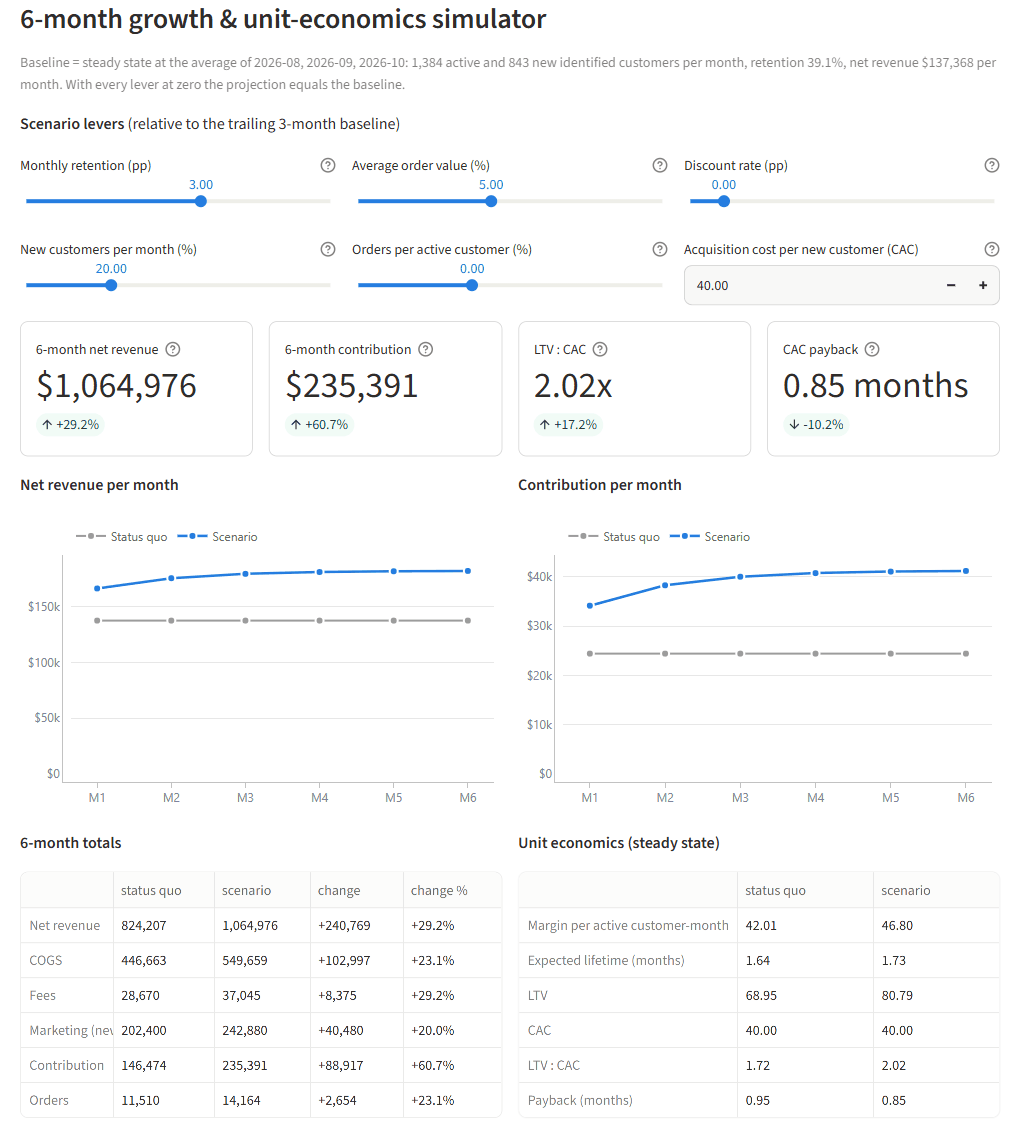 6-month growth & unit-economics simulator
Baseline = steady state at the average of 2026-08, 2026-09, 2026-10: 1,384 active and 843 new identified customers per month, retention 39.1%, net revenue $137,368 per
month. With every lever at zero the projection equals the baseline.
Scenario levers (relative to the trailing 3-month baseline)
Monthly retention (pp)
3.00
Average order value (%)
5.00
Discount rate (pp)
0.00
New customers per month (%)
20.00
Orders per active customer (%)
0.00
Acquisition cost per new customer (CAC)
40.00
6-month net revenue
$1,064,976
↑ +29.2%
6-month contribution
$235,391
↑ +60.7%
LTV : CAC
2.02x
↑ +17.2%
CAC payback
0.85 months
↓ -10.2%
Net revenue per month
Status quo Scenario
$150k
$100k
$50k
$0
M1 M2 M3 M4 M5 M6
Contribution per month
Status quo Scenario
$40k
$30k
$20k
$10k
$0
M1 M2 M3 M4 M5 M6
6-month totals
status quo scenario change change %
Net revenue 824,207 1,064,976 +240,769 +29.2%
COGS 446,663 549,659 +102,997 +23.1%
Fees 28,670 37,045 +8,375 +29.2%
Marketing (nev 202,400 242,880 +40,480 +20.0%
Contribution 146,474 235,391 +88,917 +60.7%
Orders 11,510 14,164 +2,654 +23.1%
Unit economics (steady state)
status quo scenario
Margin per active customer-month 42.01 46.80
Expected lifetime (months) 1.64 1.73
LTV 68.95 80.79
CAC 40.00 40.00
LTV : CAC 1.72 2.02
Payback (months) 0.95 0.85